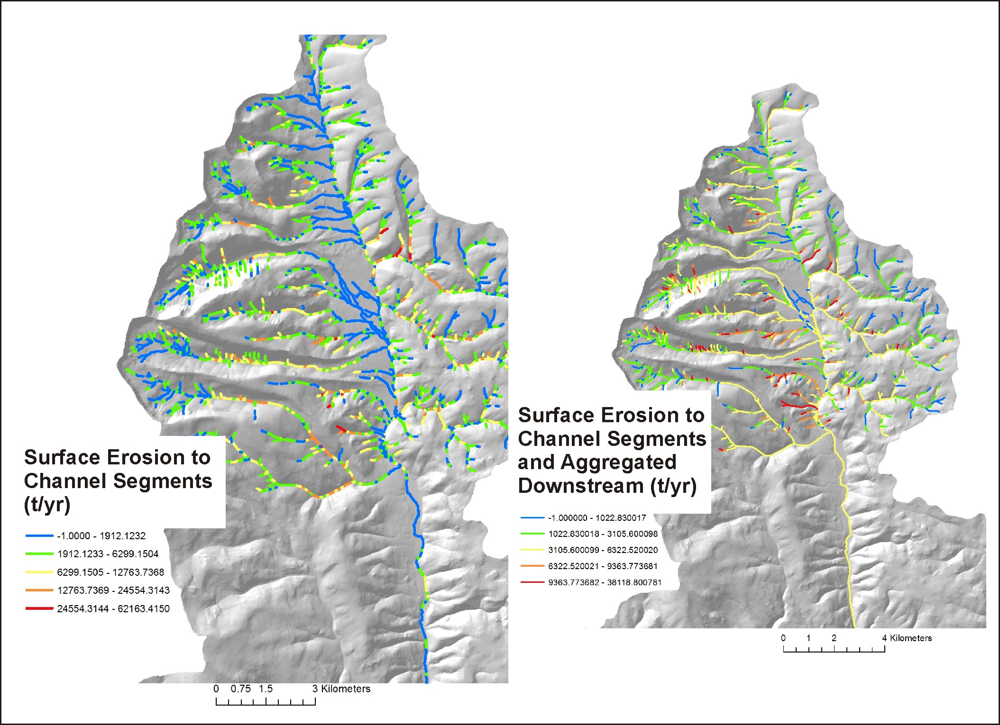 Surface Erosion to
Channel Segments
(t/yr)
-1.0000 - 1912.1232
1912.1233 - 6299.1504
6299.1505 - 12763.7368
12763.7369 - 24554.3143
24554.3144 - 62163.4150
0 0.75 1.5 3 Kilometers
Surface Erosion to
Channel Segments
and Aggregated
Downstream (t/yr)
-1.000000 - 1022.830017
1022.830018 - 3105.600098
3105.600099 - 6322.520020
6322.520021 - 9363.773681
9363.773682 - 38118.800781
0 1 2 4 Kilometers